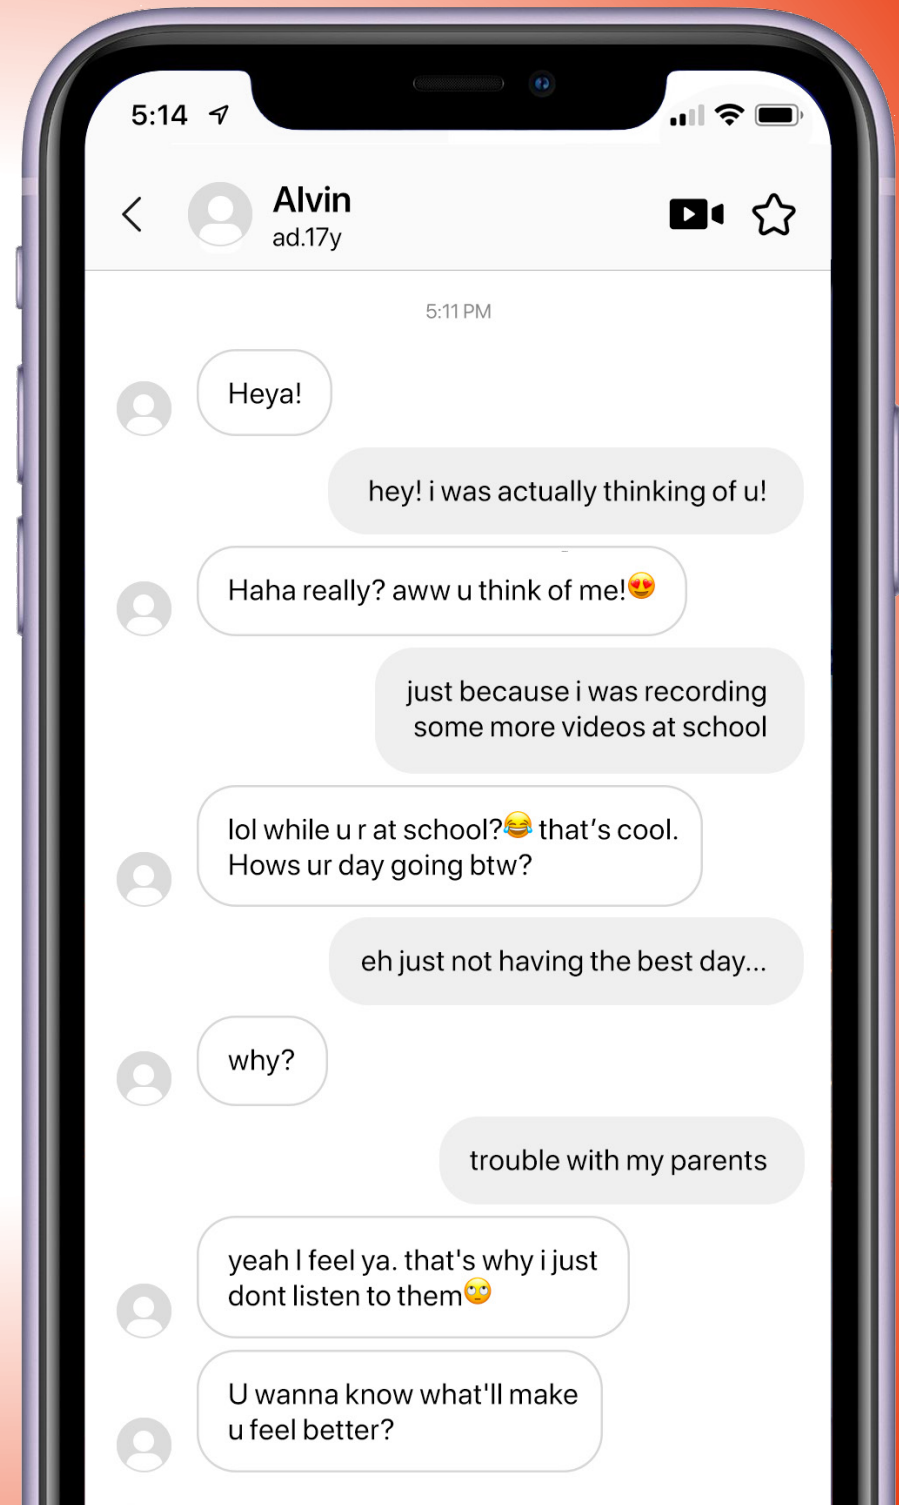 5:14
Alvin
ad.17y
5:11 PM
Heya!
hey! i was actually thinking of u!
Haha really? aww u think of me!😍
just because i was recording
some more videos at school
lol while u r at school?😂 that's cool.
Hows ur day going btw?
eh just not having the best day...
why?
trouble with my parents
yeah I feel ya. that's why i just
dont listen to them🙄
U wanna know what'll make
u feel better?